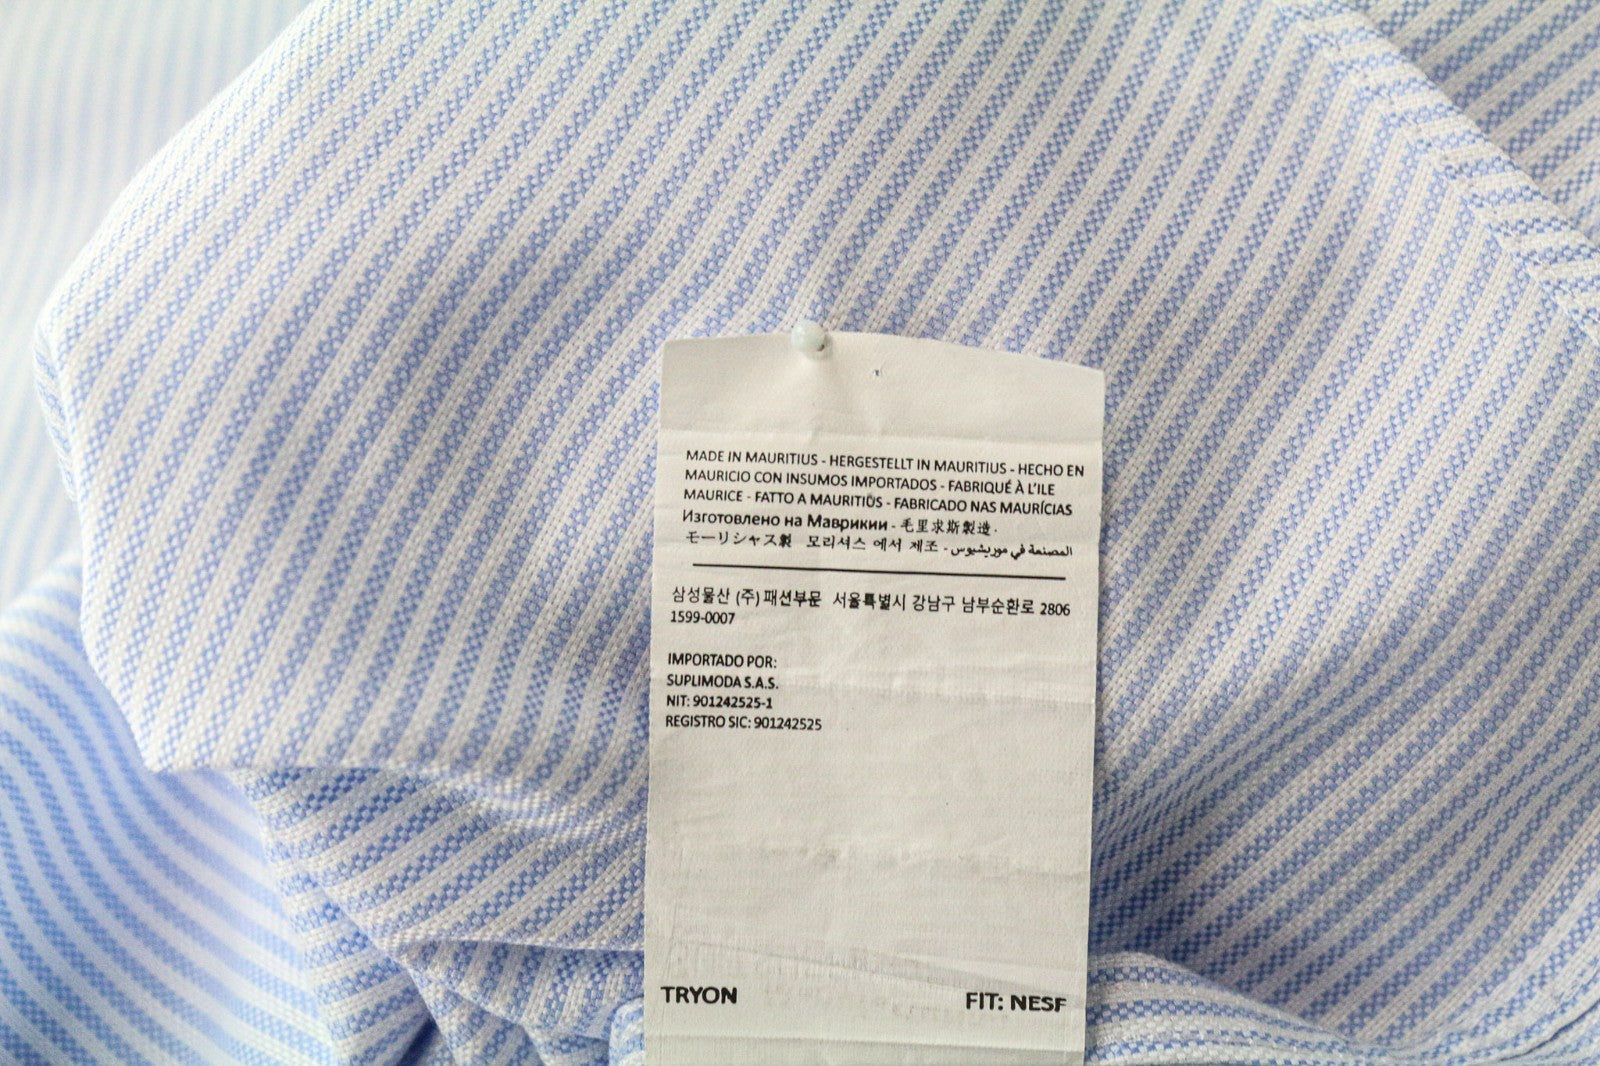 MADE IN MAURITIUS - HERGESTELLT IN MAURITIUS - HECHO EN
MAURICIO CON INSUMOS IMPORTADOS - FABRIQUÉ À L'ILE
MAURICE - FATTO A MAURITIUS - FABRICADO NAS MAURÍCIAS
Изготовлено на Маврикии - 毛里求斯製造 -
モーリシャス製 모리셔스 에서 제조 - المصنعة في موريشيوس
삼성물산 (주) 패션부문 서울특별시 강남구 남부순환로 2806
1599-0007
IMPORTADO POR:
SUPLIMODA S.A.S.
NIT: 901242525-1
REGISTRO SIC: 901242525
TRYON FIT: NESF